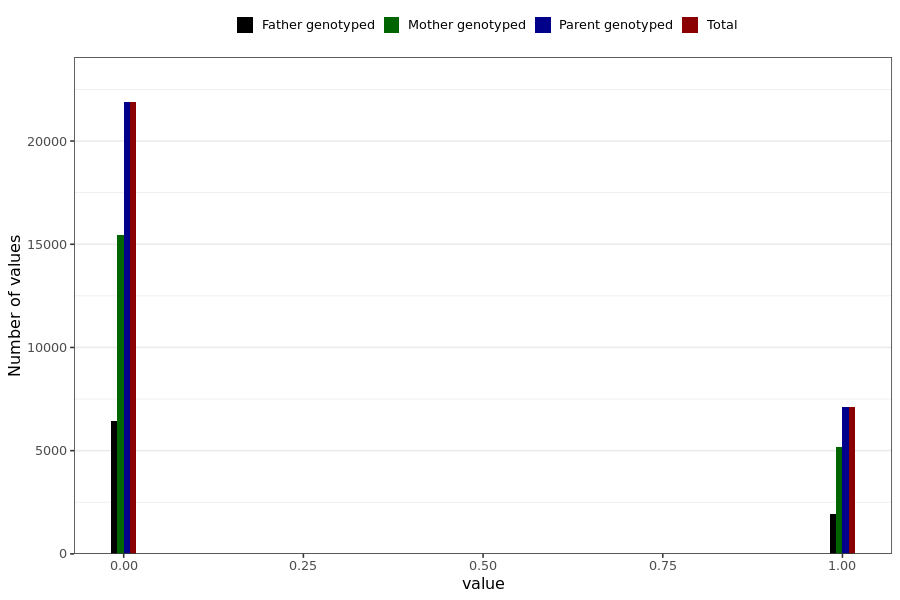 Father genotyped Mother genotyped Parent genotyped Total
Number of values
20000
15000
10000
5000
0
0.00 0.25 0.50 0.75 1.00
value